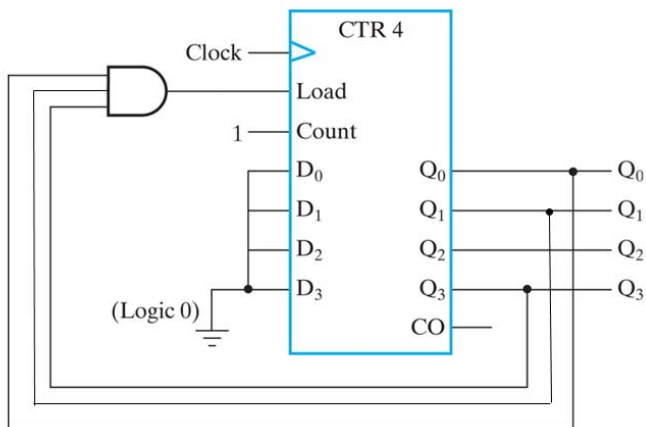 CTR 4
Clock
Load
1 Count
D₀ Q₀ Q₀
D₁ Q₁ Q₁
D₂ Q₂ Q₂
D₃ Q₃ Q₃
(Logic 0)
CO